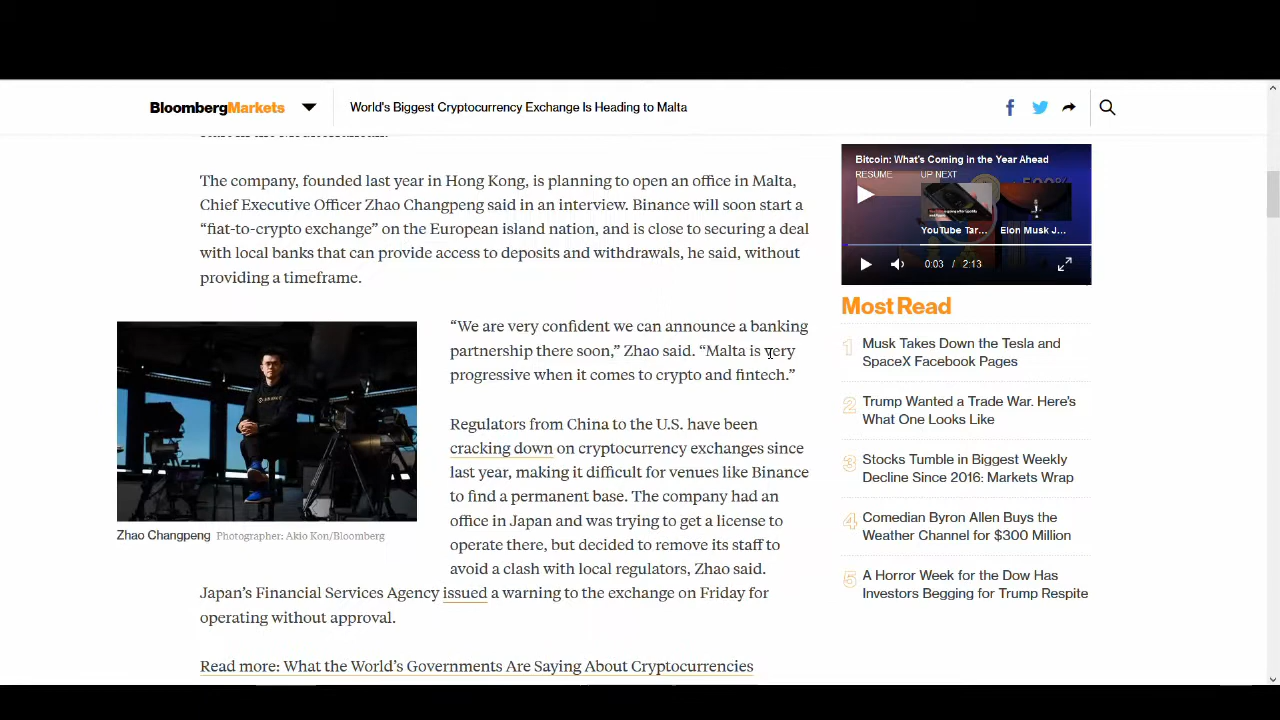 BloombergMarkets
World's Biggest Cryptocurrency Exchange Is Heading to Malta
The company, founded last year in Hong Kong, is planning to open an office in Malta,
Chief Executive Officer Zhao Changpeng said in an interview. Binance will soon start a
“fiat-to-crypto exchange” on the European island nation, and is close to securing a deal
with local banks that can provide access to deposits and withdrawals, he said, without
providing a timeframe.
“We are very confident we can announce a banking
partnership there soon,” Zhao said. “Malta is very
progressive when it comes to crypto and fintech.”
Regulators from China to the U.S. have been
cracking down on cryptocurrency exchanges since
last year, making it difficult for venues like Binance
to find a permanent base. The company had an
office in Japan and was trying to get a license to
operate there, but decided to remove its staff to
avoid a clash with local regulators, Zhao said.
Japan’s Financial Services Agency issued a warning to the exchange on Friday for
operating without approval.
Read more: What the World’s Governments Are Saying About Cryptocurrencies
Zhao Changpeng Photographer: Akio Kon/Bloomberg
Bitcoin: What's Coming in the Year Ahead
RESUME UP NEXT
YouTube Tar... Elon Musk J...
0:03 / 2:13
Most Read
1 Musk Takes Down the Tesla and
SpaceX Facebook Pages
2 Trump Wanted a Trade War. Here's
What One Looks Like
3 Stocks Tumble in Biggest Weekly
Decline Since 2016: Markets Wrap
4 Comedian Byron Allen Buys the
Weather Channel for $300 Million
5 A Horror Week for the Dow Has
Investors Begging for Trump Respite